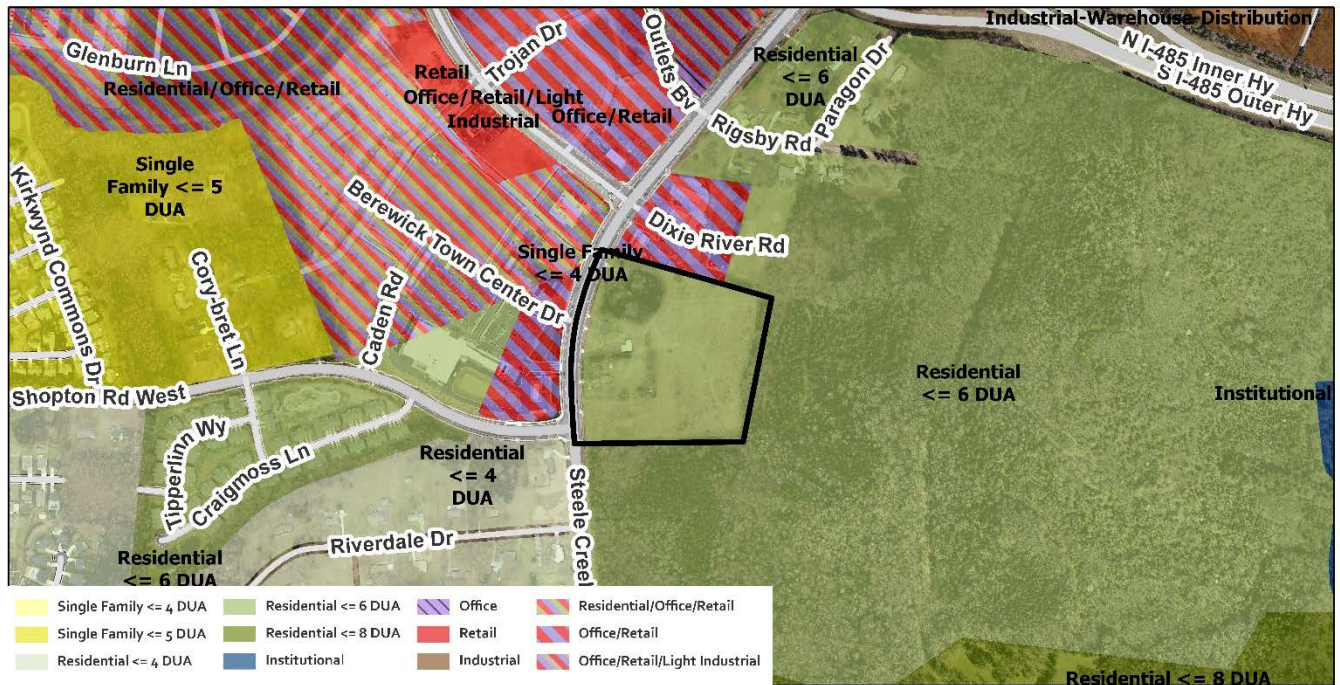 Industrial-Warehouse-Distribution
N I-485 Inner Hy
S I-485 Outer Hy
Glenburn Ln
Residential/Office/Retail
Retail
Trojan Dr
Outlets Bv
Residential
<= 6
DUA
Paragon Dr
Office/Retail/Light
Industrial
Office/Retail
Rigsby Rd
Single
Family <= 5
DUA
Kirkwynd Commons Dr
Berewick Town Center Dr
Dixie River Rd
Single Family
<= 4 DUA
Cory-bret Ln
Caden Rd
Shopton Rd West
Residential
<= 6 DUA
Institutional
Tipperlinn Wy
Craigmoss Ln
Residential
<= 4
DUA
Steele Creek
Riverdale Dr
Residential
<= 6 DUA
Single Family <= 4 DUA
Residential <= 6 DUA
Office
Residential/Office/Retail
Single Family <= 5 DUA
Residential <= 8 DUA
Retail
Office/Retail
Residential <= 4 DUA
Institutional
Industrial
Office/Retail/Light Industrial
Residential <= 8 DUA